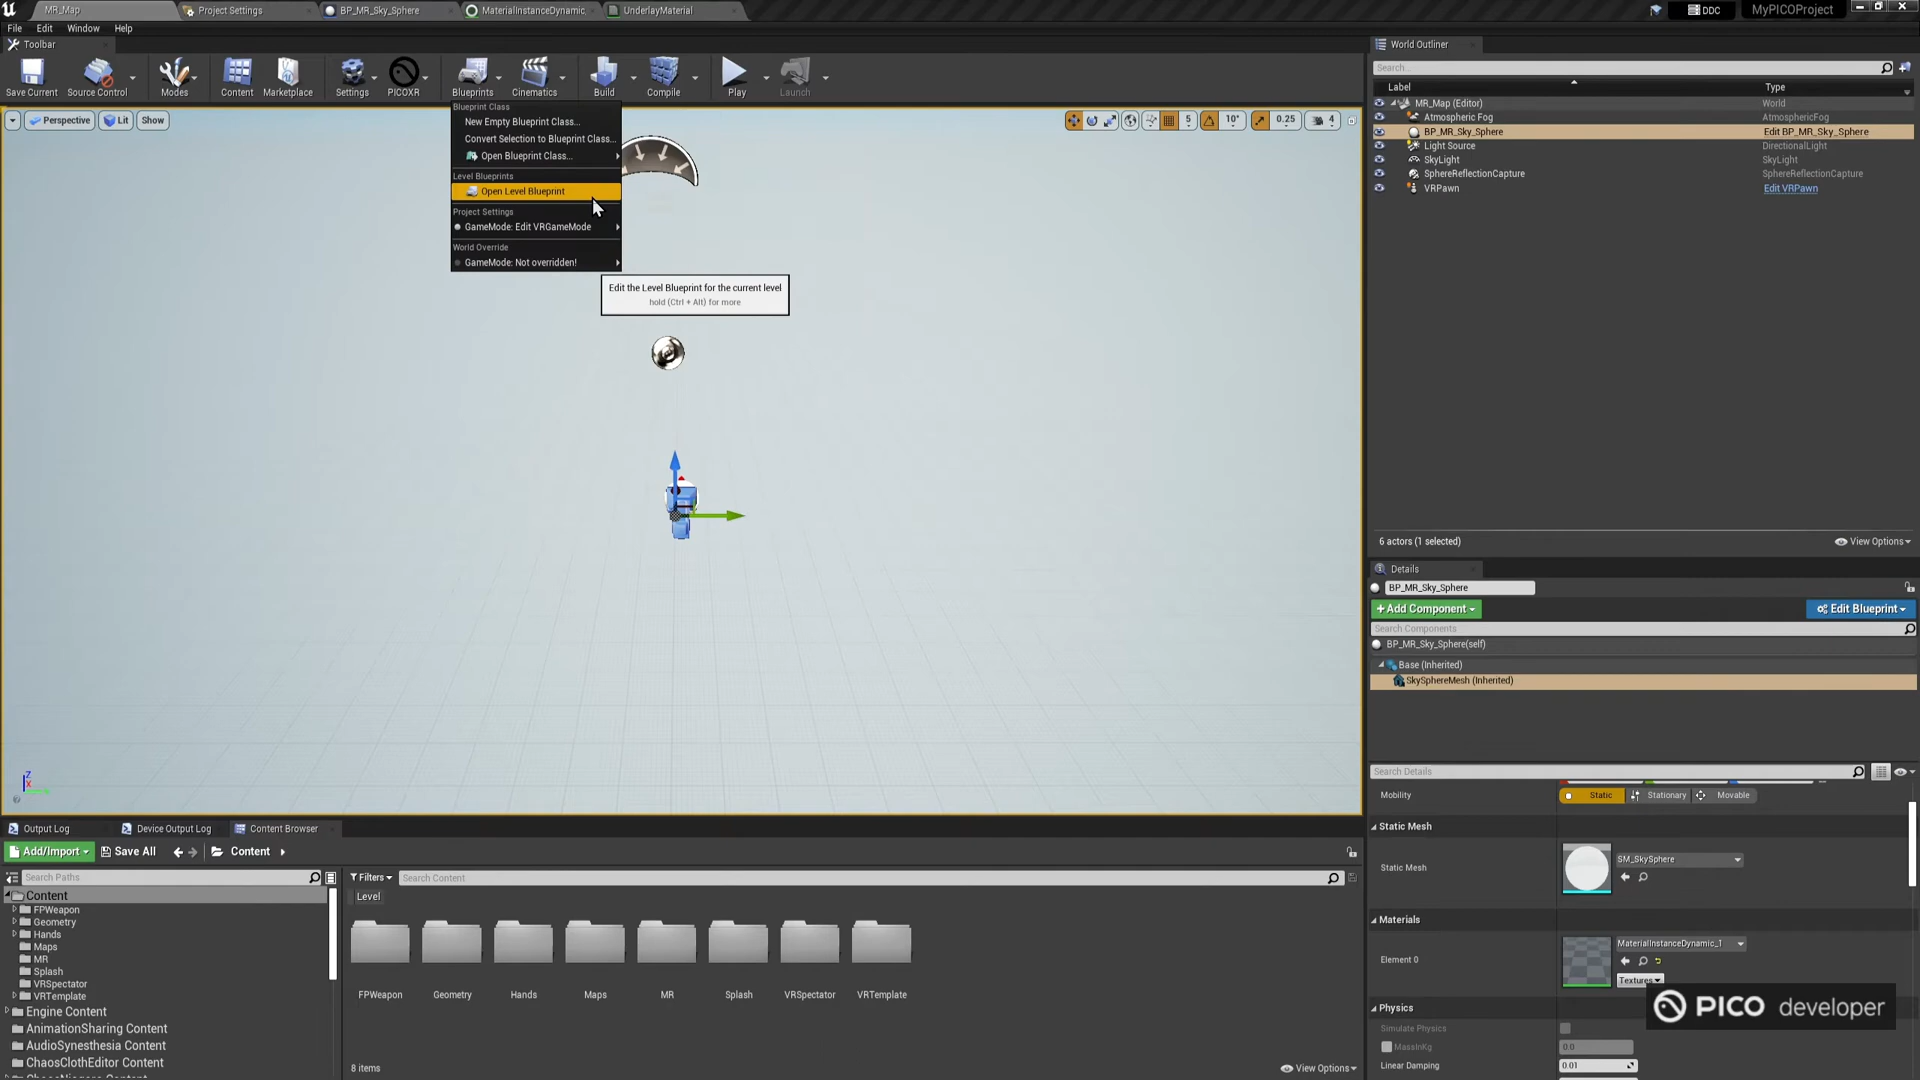 MR_Map
Project Settings
BP_MR_Sky_Sphere
MaterialInstanceDynamic_
UnderlayMaterial
DDC
MyPICOProject
File
Edit
Window
Help
Toolbar
Save Current
Source Control
Modes
Content
Marketplace
Settings
PICOXR
Blueprints
Cinematics
Build
Compile
Play
Launch
Perspective
Lit
Show
5
10°
0.25
4
Blueprint Class
New Empty Blueprint Class...
Convert Selection to Blueprint Class...
Open Blueprint Class...
Level Blueprints
Open Level Blueprint
Project Settings
GameMode: Edit VRGameMode
World Override
GameMode: Not overridden!
Edit the Level Blueprint for the current level
hold (Ctrl + Alt) for more
Z
X
World Outliner
Search...
Label
Type
MR_Map (Editor)
World
Atmospheric Fog
AtmosphericFog
BP_MR_Sky_Sphere
Edit BP_MR_Sky_Sphere
Light Source
DirectionalLight
SkyLight
SkyLight
SphereReflectionCapture
SphereReflectionCapture
VRPawn
Edit VRPawn
6 actors (1 selected)
View Options
Details
BP_MR_Sky_Sphere
+Add Component
Edit Blueprint
Search Components
BP_MR_Sky_Sphere(self)
Base (Inherited)
SkySphereMesh (Inherited)
Search Details
Mobility
Static
Stationary
Movable
Static Mesh
Static Mesh
SM_SkySphere
Materials
Element 0
MaterialInstanceDynamic_1
Textures
Physics
Simulate Physics
MassInKg
0.0
Linear Damping
0.01
PICO developer
Output Log
Device Output Log
Content Browser
Add/Import
Save All
Content
Search Paths
Filters
Search Content
Level
Content
FPWeapon
Geometry
Hands
Maps
MR
Splash
VRSpectator
VRTemplate
Engine Content
AnimationSharing Content
AudioSynesthesia Content
ChaosClothEditor Content
FPWeapon
Geometry
Hands
Maps
MR
Splash
VRSpectator
VRTemplate
8 items
View Options